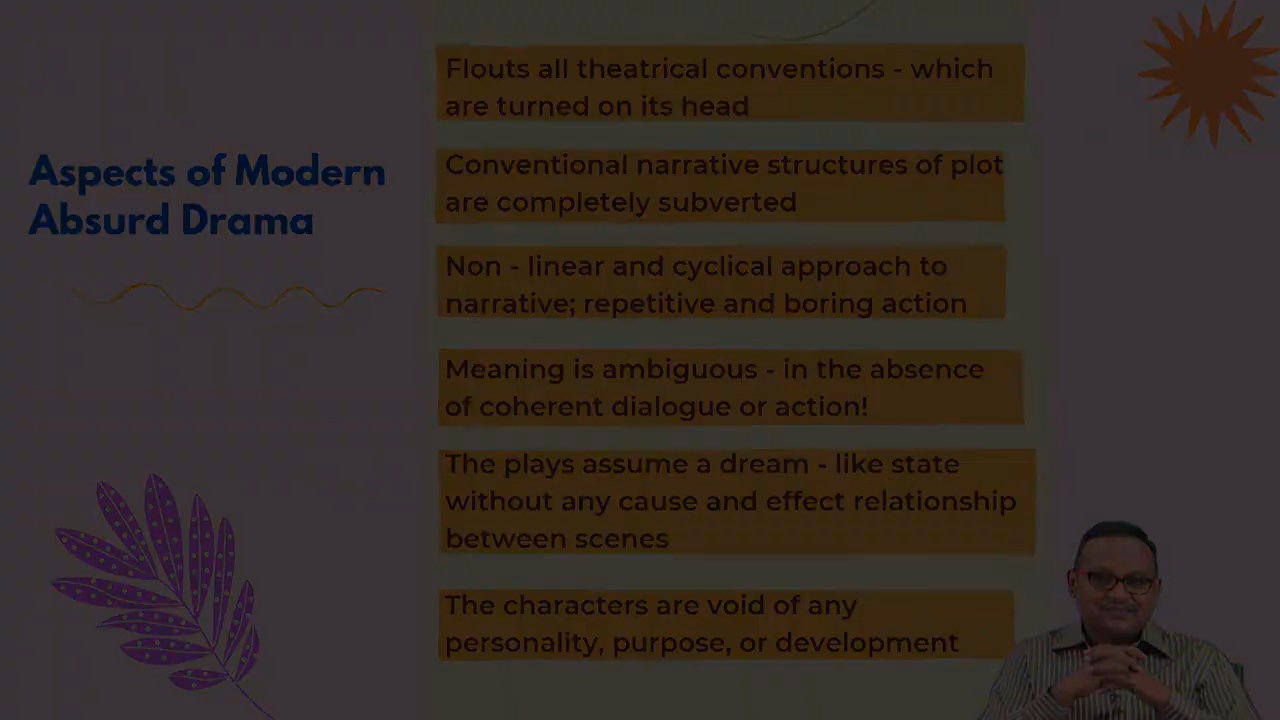 Aspects of Modern
Absurd Drama
Flouts all theatrical conventions - which
are turned on its head
Conventional narrative structures of plot
are completely subverted
Non - linear and cyclical approach to
narrative; repetitive and boring action
Meaning is ambiguous - in the absence
of coherent dialogue or action!
The plays assume a dream - like state
without any cause and effect relationship
between scenes
The characters are void of any
personality, purpose, or development